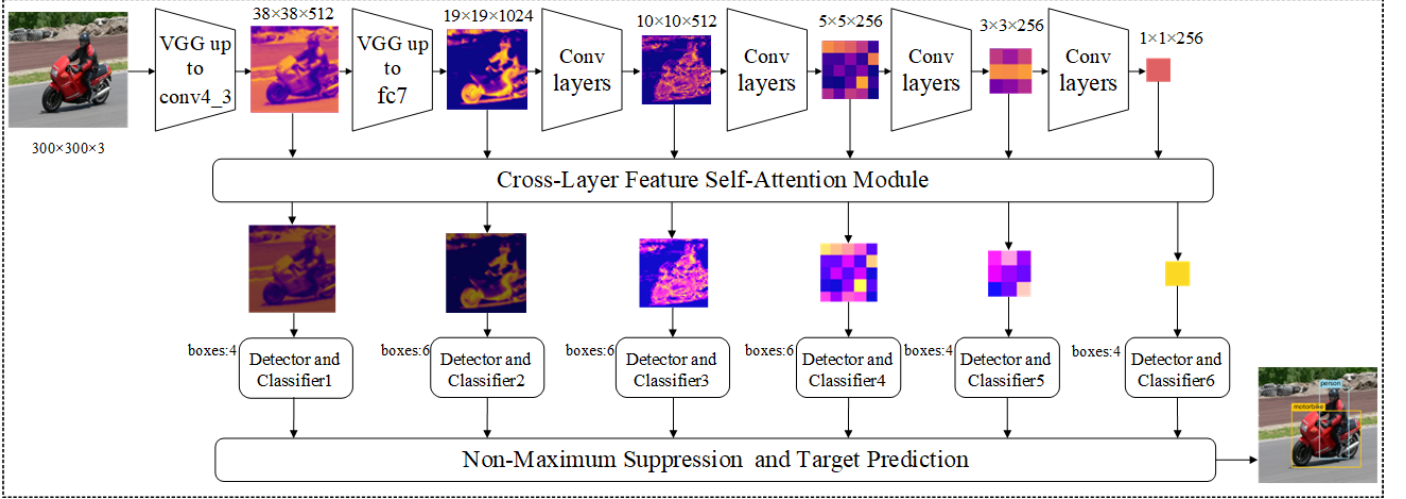 38×38×512
19×19×1024
10×10×512
5×5×256
3×3×256
1×1×256
VGG up
to
conv4_3
VGG up
to
fc7
Conv
layers
Conv
layers
Conv
layers
Conv
layers
300×300×3
Cross-Layer Feature Self-Attention Module
boxes:4
Detector and
Classifier1
boxes:6
Detector and
Classifier2
boxes:6
Detector and
Classifier3
boxes:6
Detector and
Classifier4
boxes:4
Detector and
Classifier5
boxes:4
Detector and
Classifier6
person
motorbike
Non-Maximum Suppression and Target Prediction